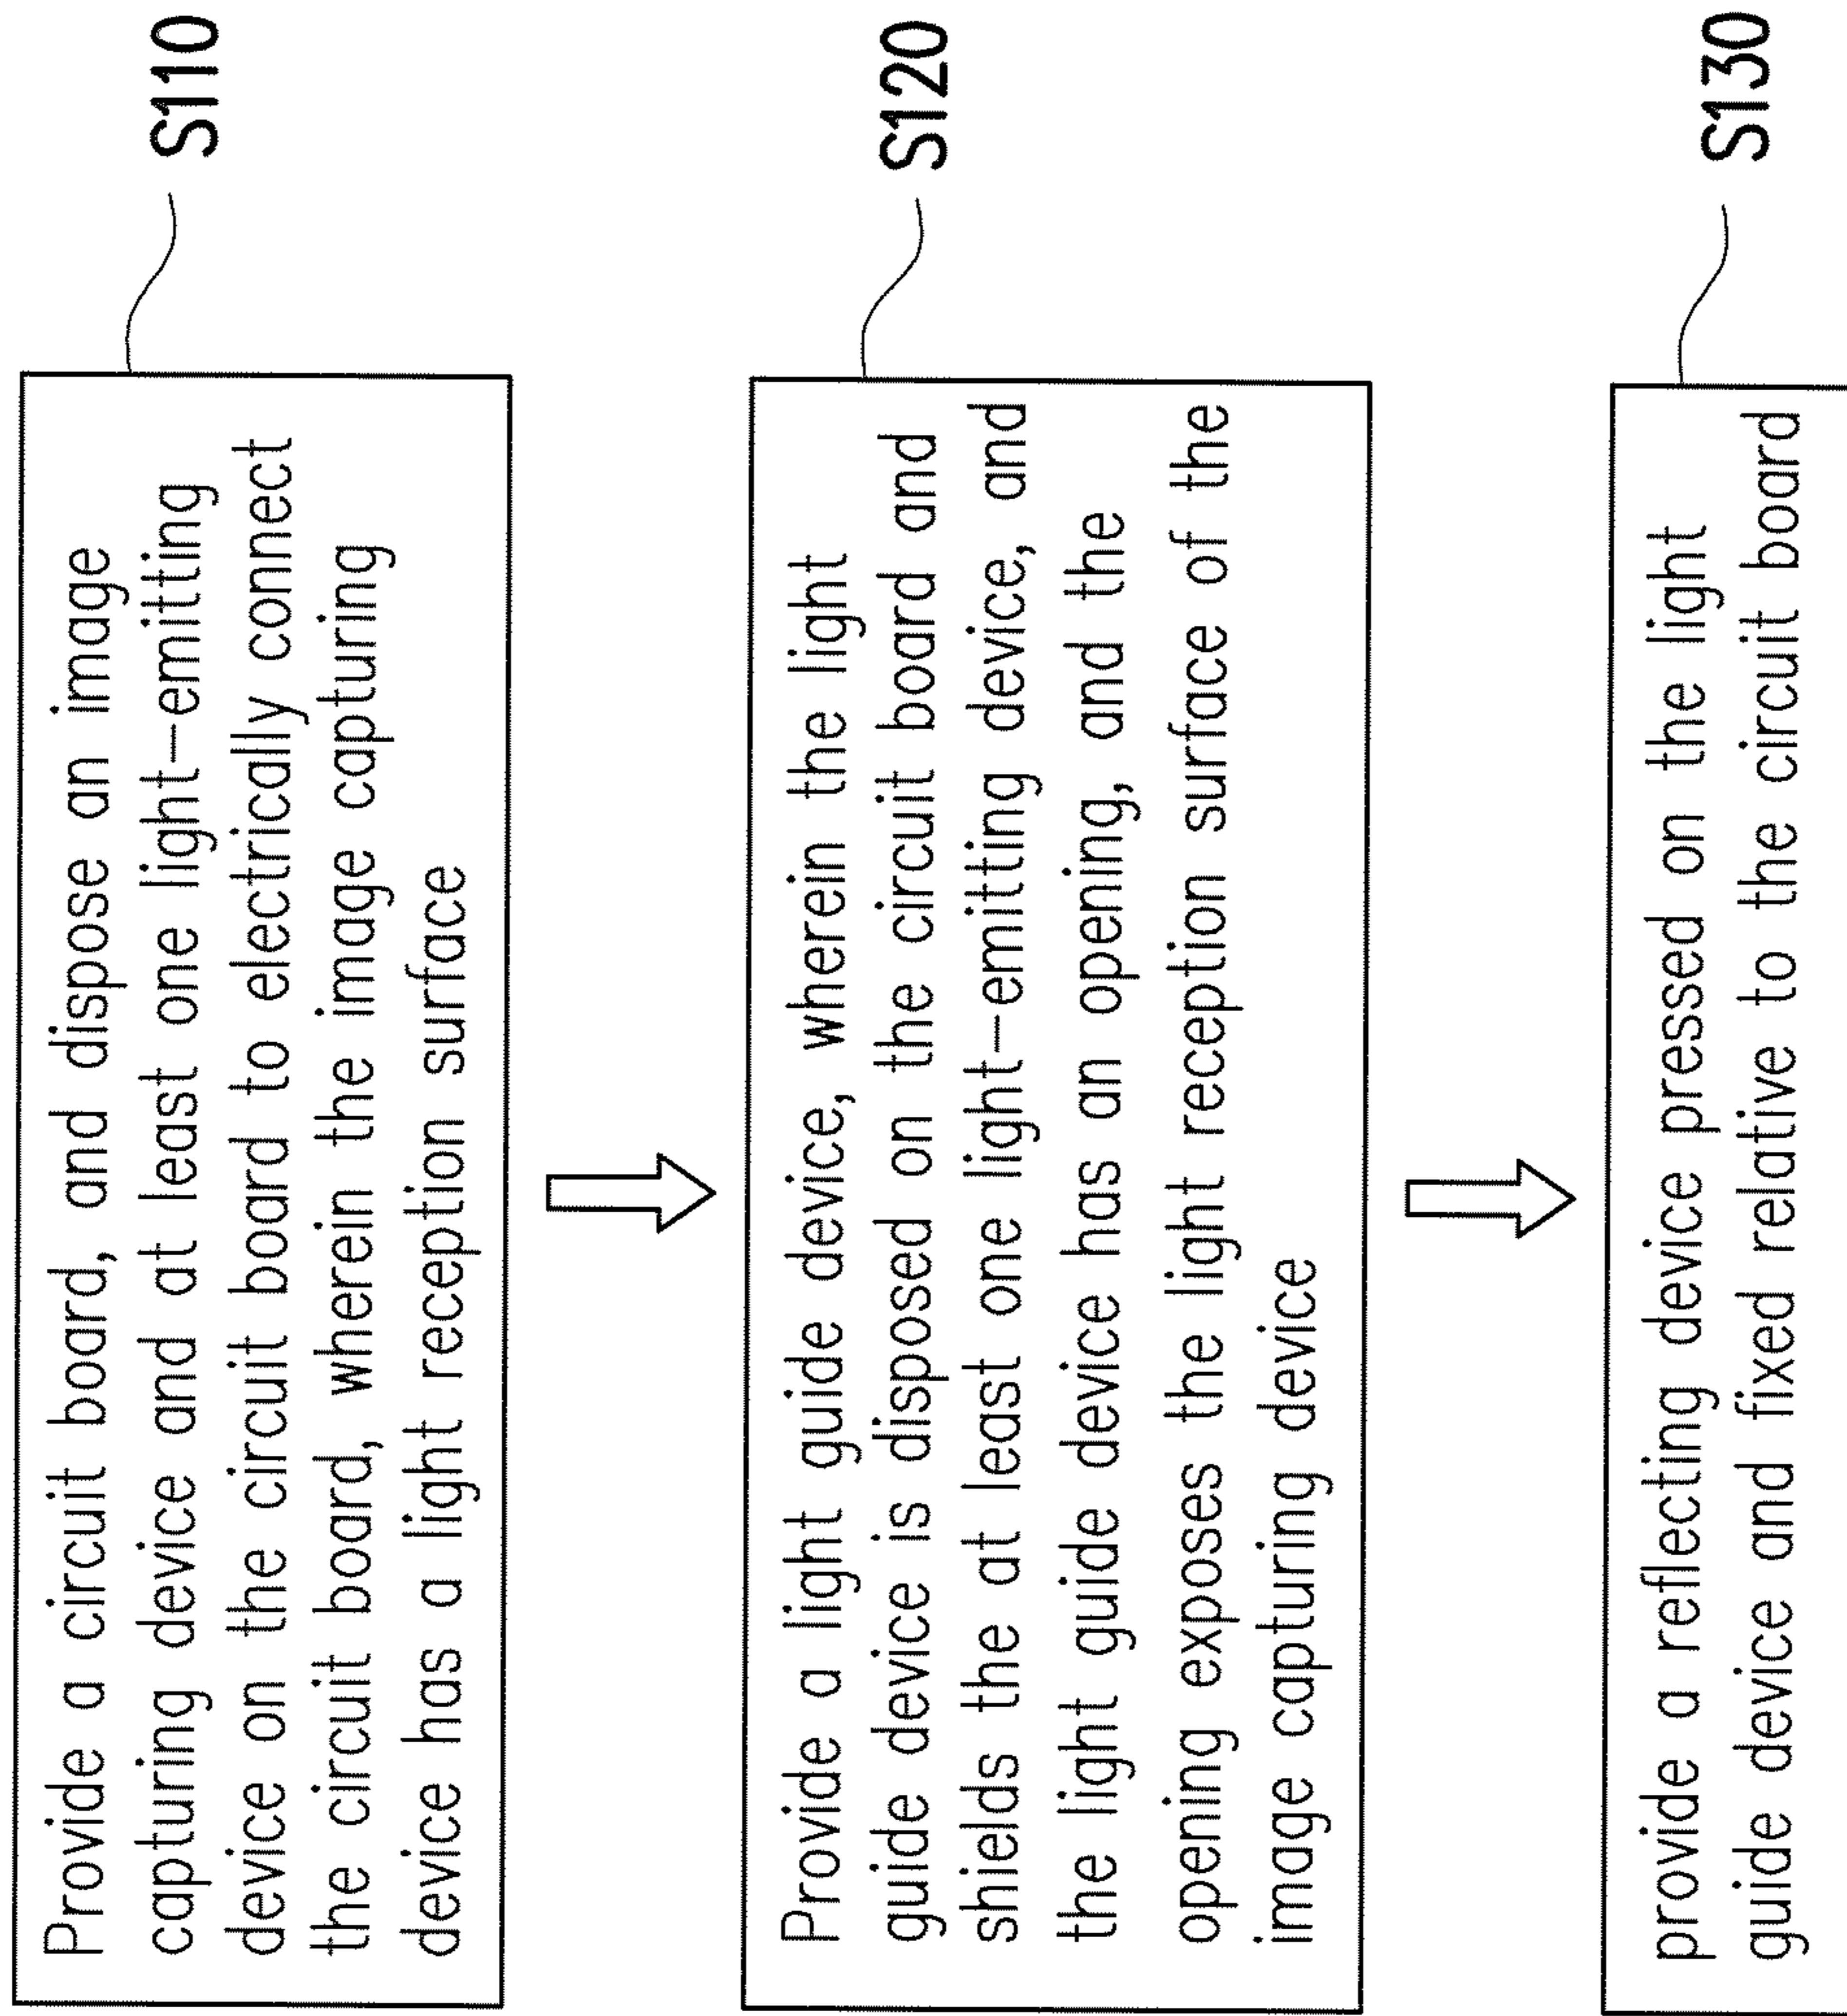 Provide a circuit board, and dispose an image
capturing device and at least one light-emitting
device on the circuit board to electrically connect
the circuit board, wherein the image capturing
device has a light reception surface
S110
Provide a light guide device, wherein the light
guide device is disposed on the circuit board and
shields the at least one light-emitting device, and
the light guide device has an opening, and the
opening exposes the light reception surface of the
image capturing device
S120
provide a reflecting device pressed on the light
guide device and fixed relative to the circuit board
S130